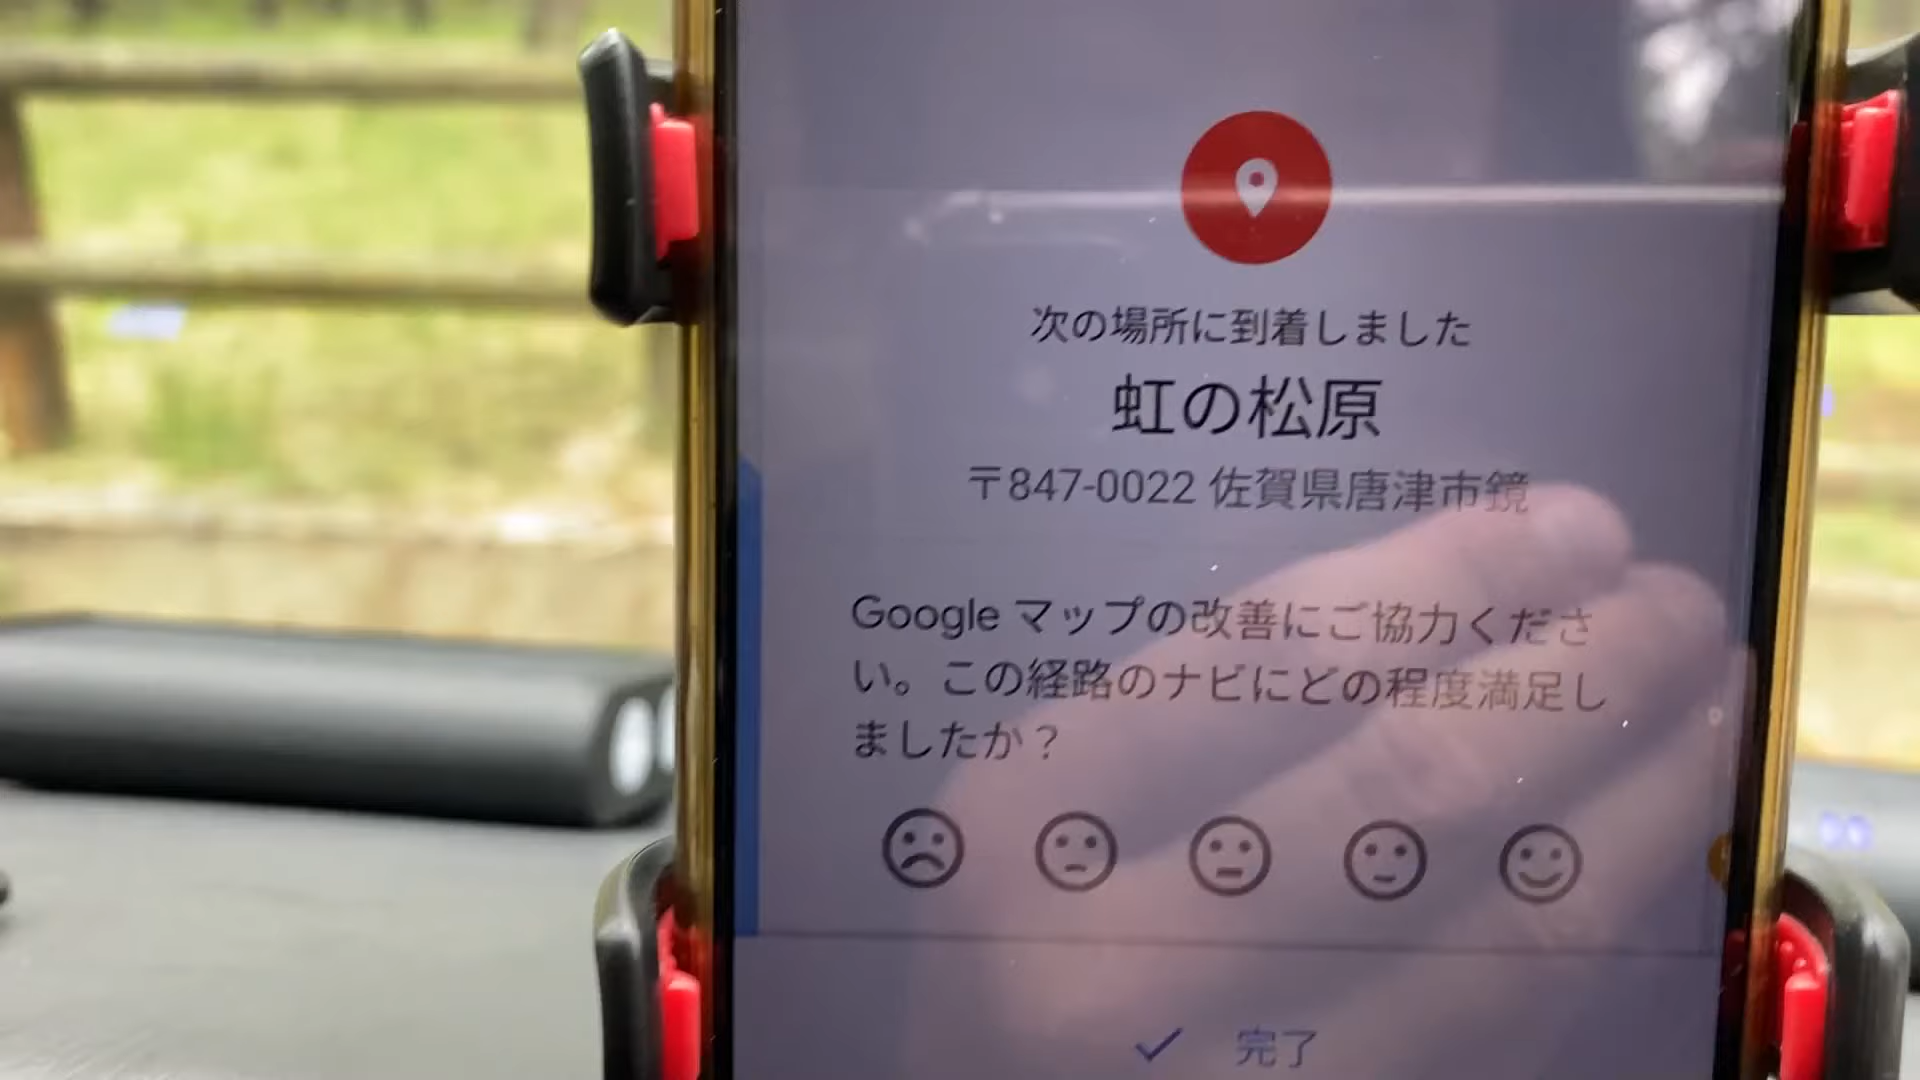 次の場所に到着しました
虹の松原
〒847-0022 佐賀県唐津市鏡
Google マップの改善にご協力くださ
い。この経路のナビにどの程度満足し
ましたか？
完了